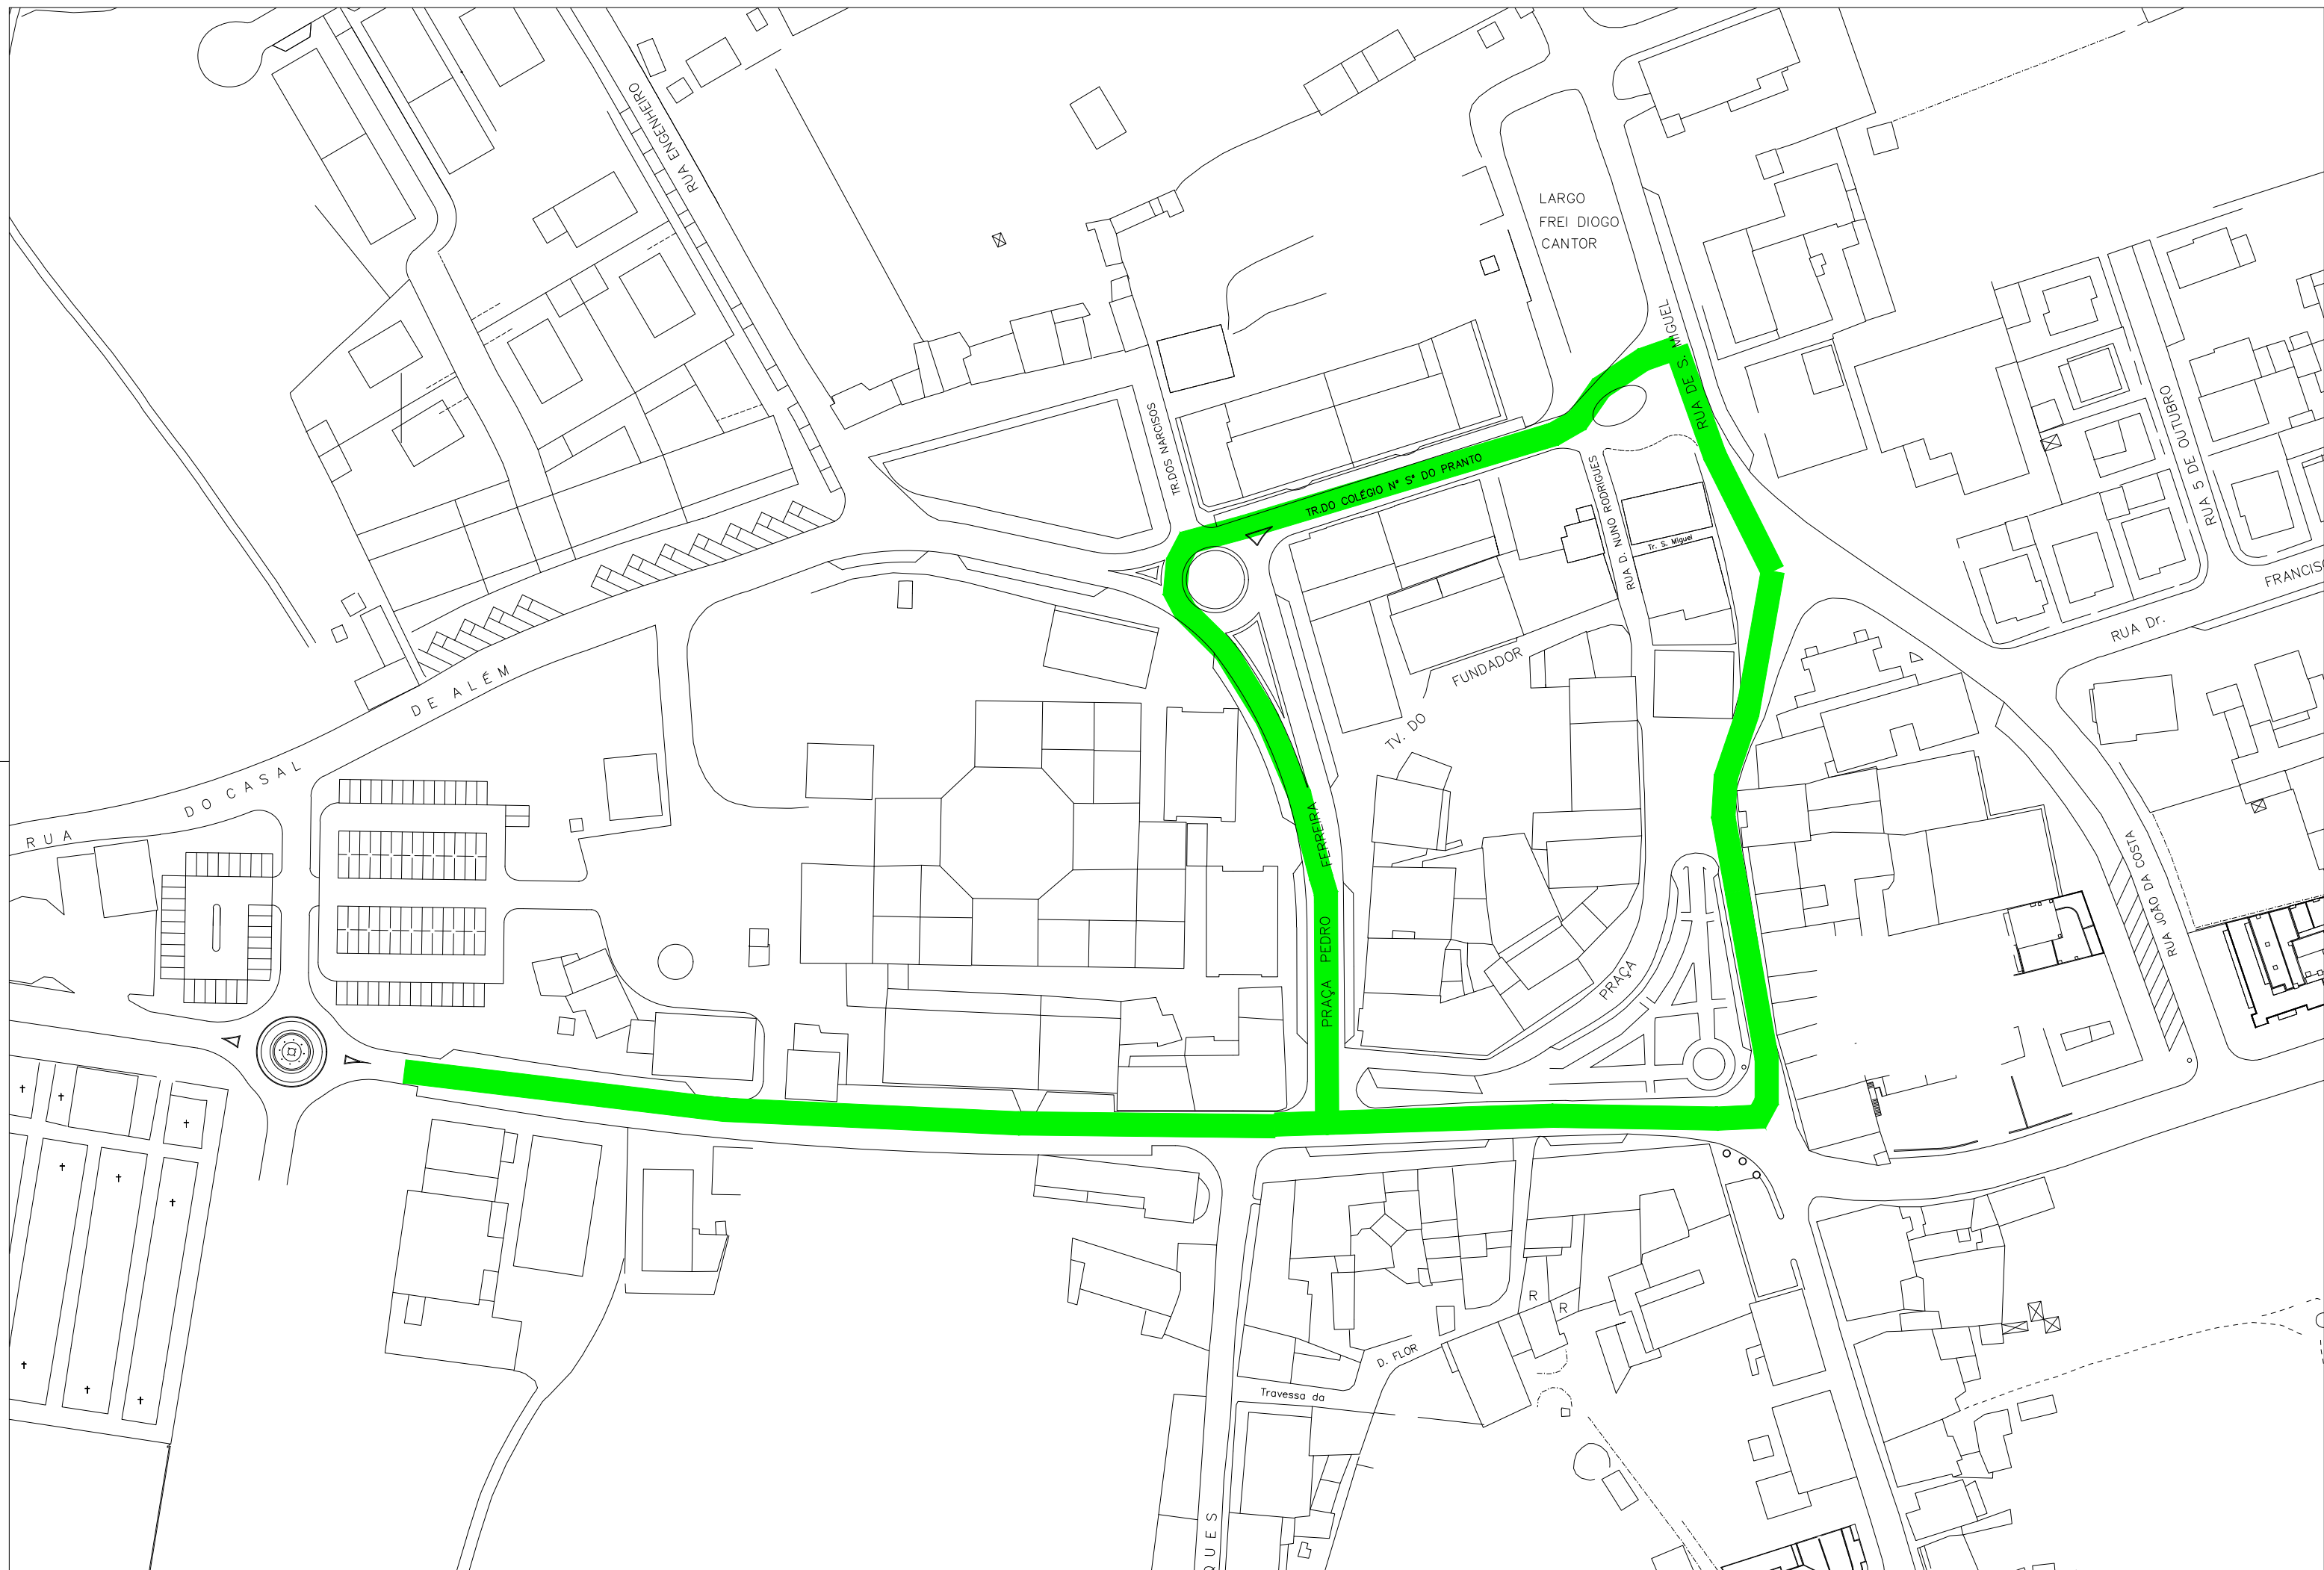 RUA ENGENHEIRO
LARGO
FREI DIOGO
CANTOR
RUA DE S. MIGUEL
TR.DOS NARCISOS
TR.DO COLÉGIO Nª Sª DO PRANTO
RUA D. NUNO RODRIGUES
Tr. S. Miguel
RUA 5 DE OUTUBRO
RUA Dr.
FRANCISC
TV. DO
FUNDADOR
RUA
DO CASAL
DE ALÉM
PRAÇA PEDRO
FERREIRA
PRAÇA
RUA JOÃO DA COSTA
R
R
D. FLOR
Travessa da
QUES